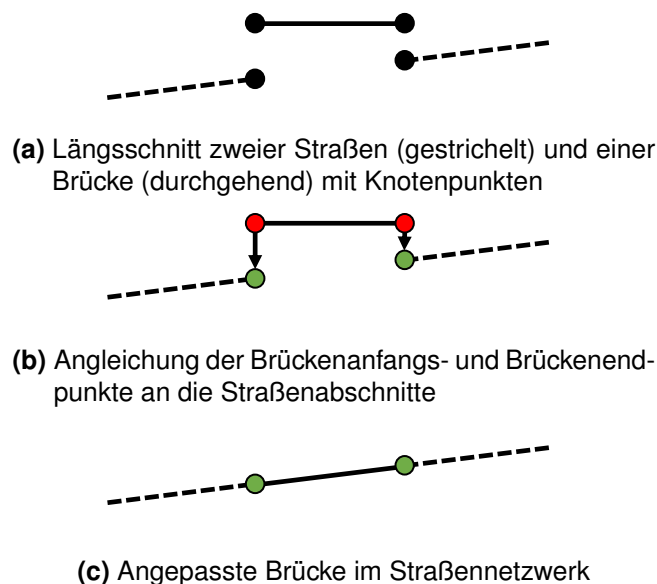 (a) Längsschnitt zweier Straßen (gestrichelt) und einer
Brücke (durchgehend) mit Knotenpunkten
(b) Angleichung der Brückenanfangs- und Brückenend-
punkte an die Straßenabschnitte
(c) Angepasste Brücke im Straßennetzwerk